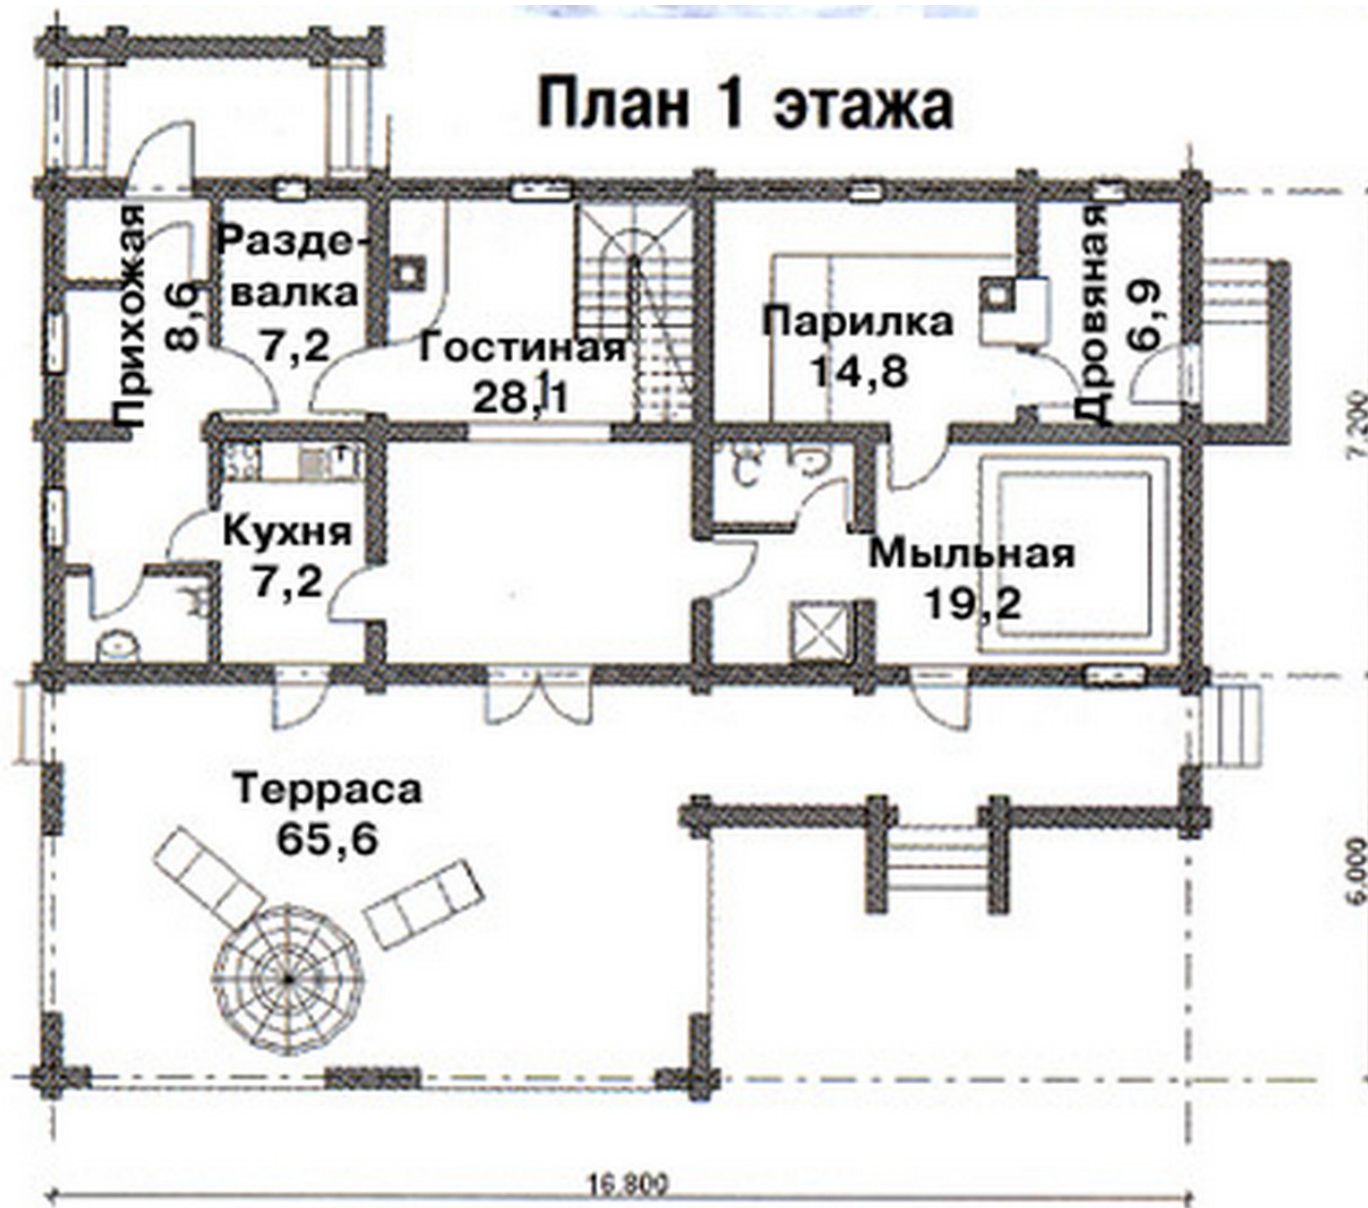 План 1 этажа
Прихожая
8,6
Разде-
валка
7,2
Гостиная
28,1
Парилка
14,8
Дровяная
6,9
Кухня
7,2
Мыльная
19,2
Терраса
65,6
7.200
6.000
16.800